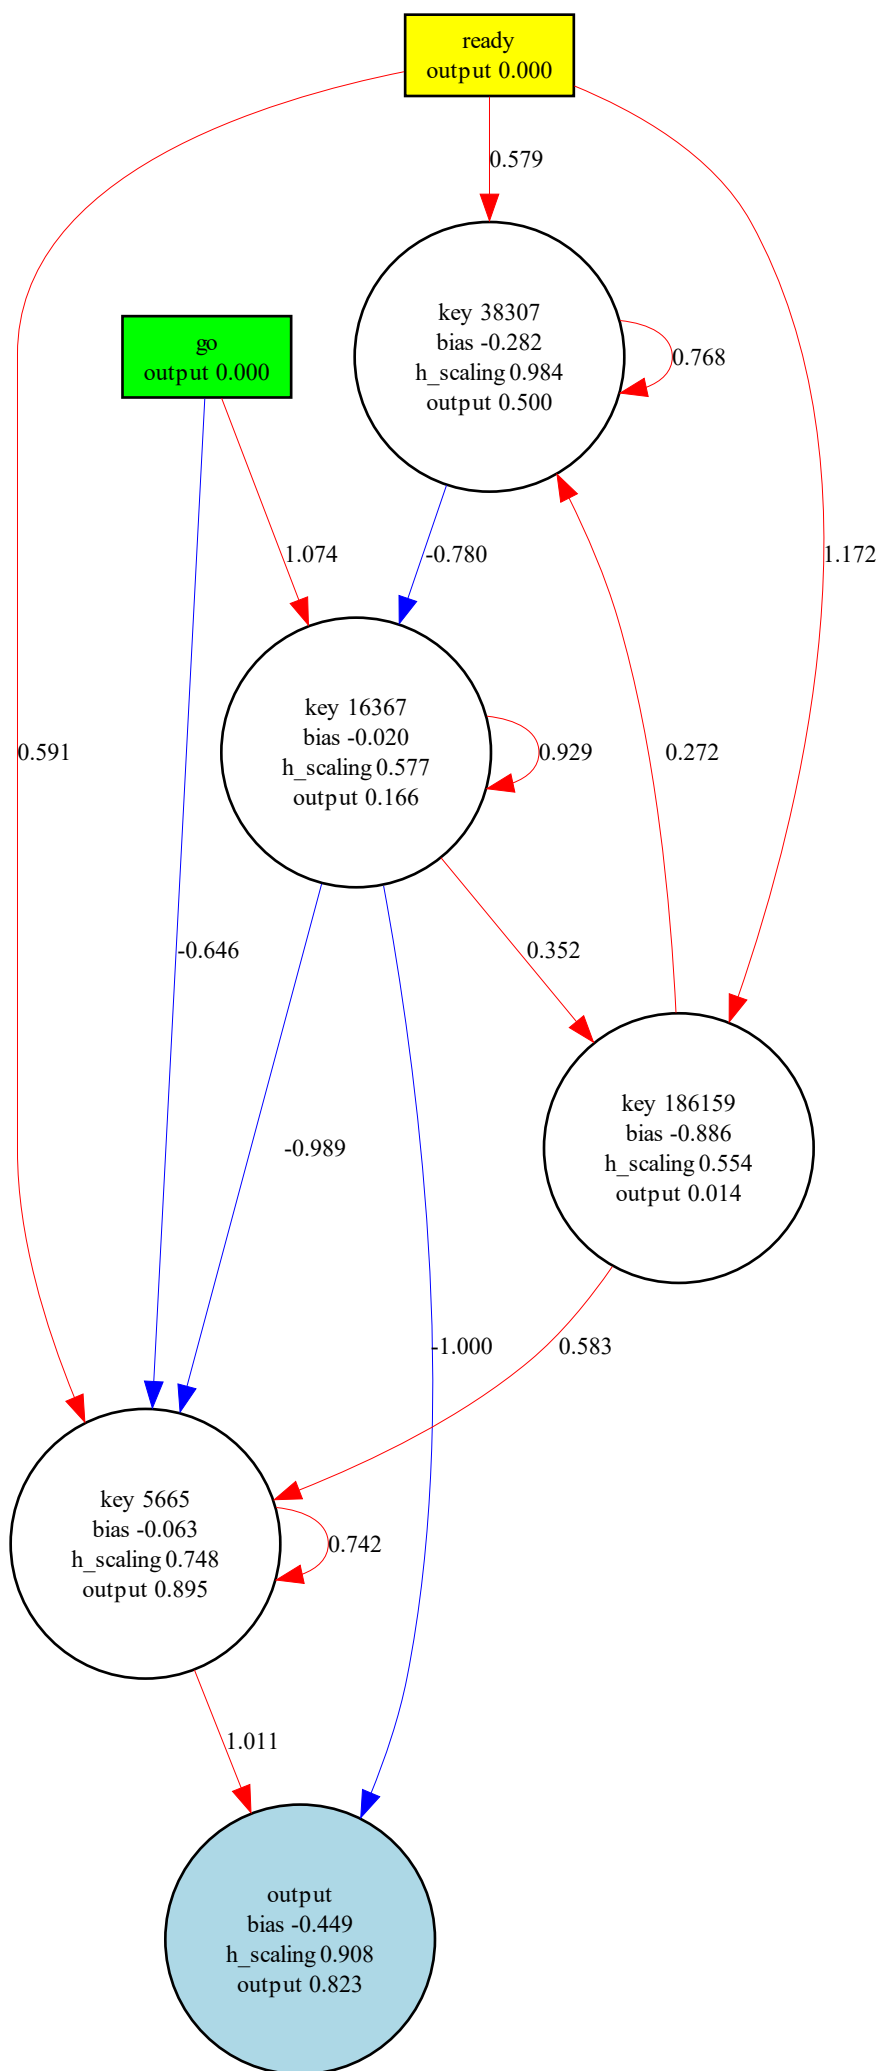 ready
output 0.000
0.579
key 38307
bias -0.282
h_scaling 0.984
output 0.500
0.768
go
output 0.000
1.074
-0.780
1.172
key 16367
bias -0.020
h_scaling 0.577
output 0.166
0.929
0.591
0.272
-0.646
0.352
key 186159
bias -0.886
h_scaling 0.554
output 0.014
-0.989
-1.000
0.583
key 5665
bias -0.063
h_scaling 0.748
output 0.895
0.742
1.011
output
bias -0.449
h_scaling 0.908
output 0.823